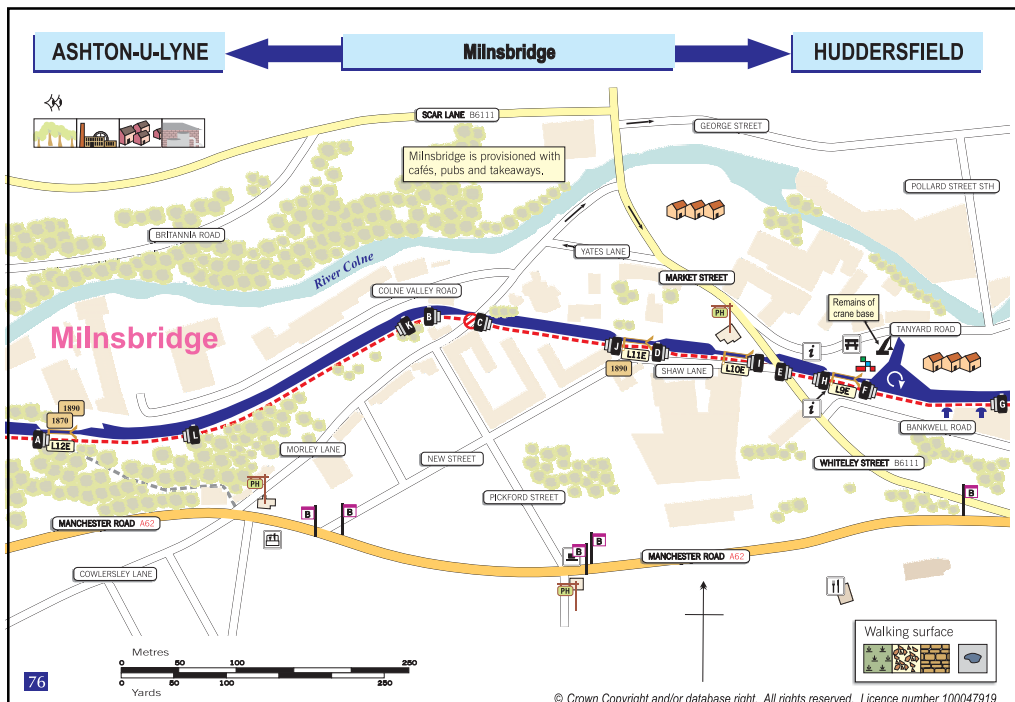 ASHTON-U-LYNE
Milnsbridge
HUDDERSFIELD
SCAR LANE B6111
GEORGE STREET
Milnsbridge is provisioned with
cafés, pubs and takeaways.
POLLARD STREET STH
BRITANNIA ROAD
YATES LANE
River Colne
MARKET STREET
COLNE VALLEY ROAD
Remains of
crane base
PH
TANYARD ROAD
Milnsbridge
K
B
C
J
L11E
D
L10E
I
E
i
H
L9E
F
G
1890
SHAW LANE
i
1890
1870
A
L12E
L
BANKWELL ROAD
MORLEY LANE
NEW STREET
WHITELEY STREET B6111
PH
PICKFORD STREET
B
B
B
MANCHESTER ROAD A62
B
B
MANCHESTER ROAD A62
COWLERSLEY LANE
PH
Walking surface
Metres
0 50 100 250
0 50 100 250
Yards
76
© Crown Copyright and/or database right. All rights reserved. Licence number 100047919